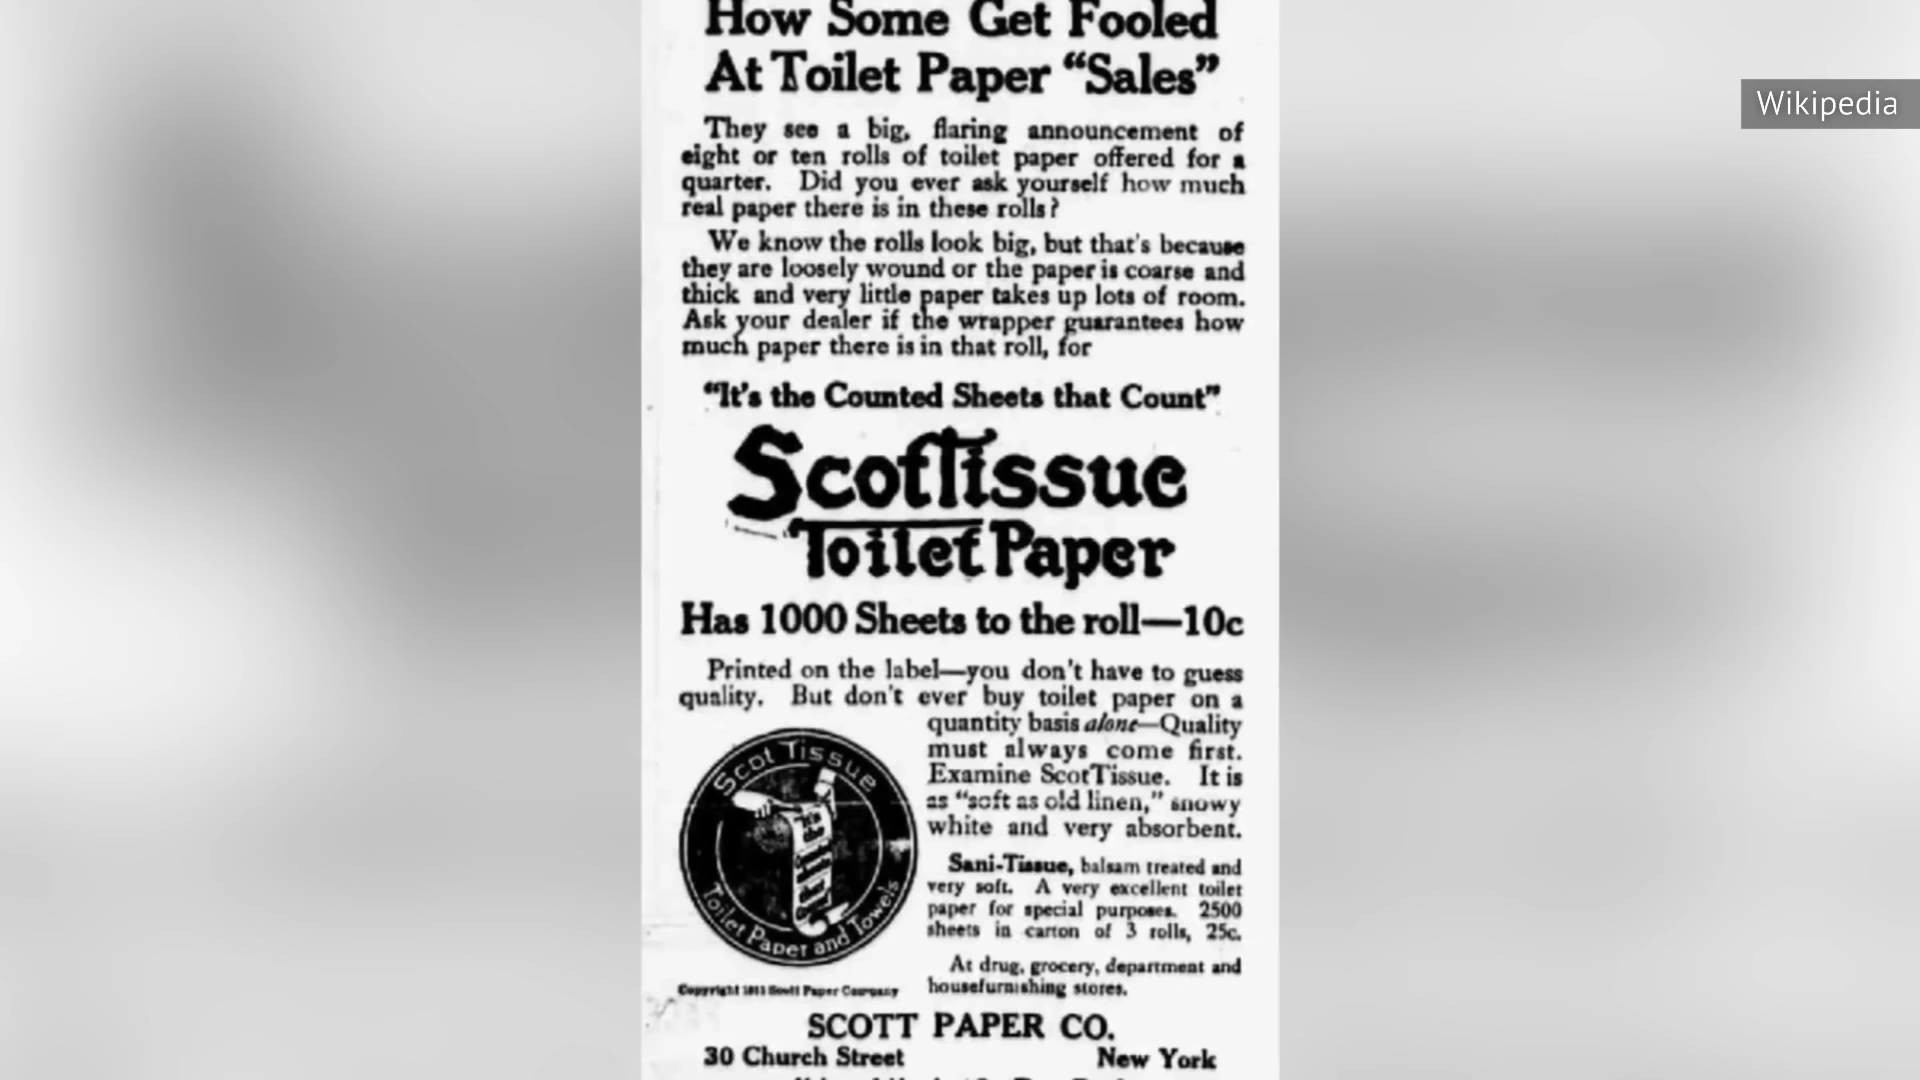 How Some Get Fooled
At Toilet Paper “Sales”
Wikipedia
They see a big, flaring announcement of
eight or ten rolls of toilet paper offered for a
quarter. Did you ever ask yourself how much
real paper there is in these rolls?
We know the rolls look big, but that's because
they are loosely wound or the paper is coarse and
thick and very little paper takes up lots of room.
Ask your dealer if the wrapper guarantees how
much paper there is in that roll, for
“It's the Counted Sheets that Count”
ScotTissue
Toilet Paper
Has 1000 Sheets to the roll—10c
Printed on the label—you don't have to guess
quality. But don't ever buy toilet paper on a
quantity basis alone—Quality
must always come first.
Examine ScotTissue. It is
as “soft as old linen,” snowy
white and very absorbent.
Scot Tissue
It's
the
Toilet Paper and Towels
Sani-Tissue, balsam treated and
very soft. A very excellent toilet
paper for special purposes. 2500
sheets in carton of 3 rolls, 25c.
At drug, grocery, department and
housefurnishing stores.
Copyright Scott Paper Company
SCOTT PAPER CO.
30 Church Street New York